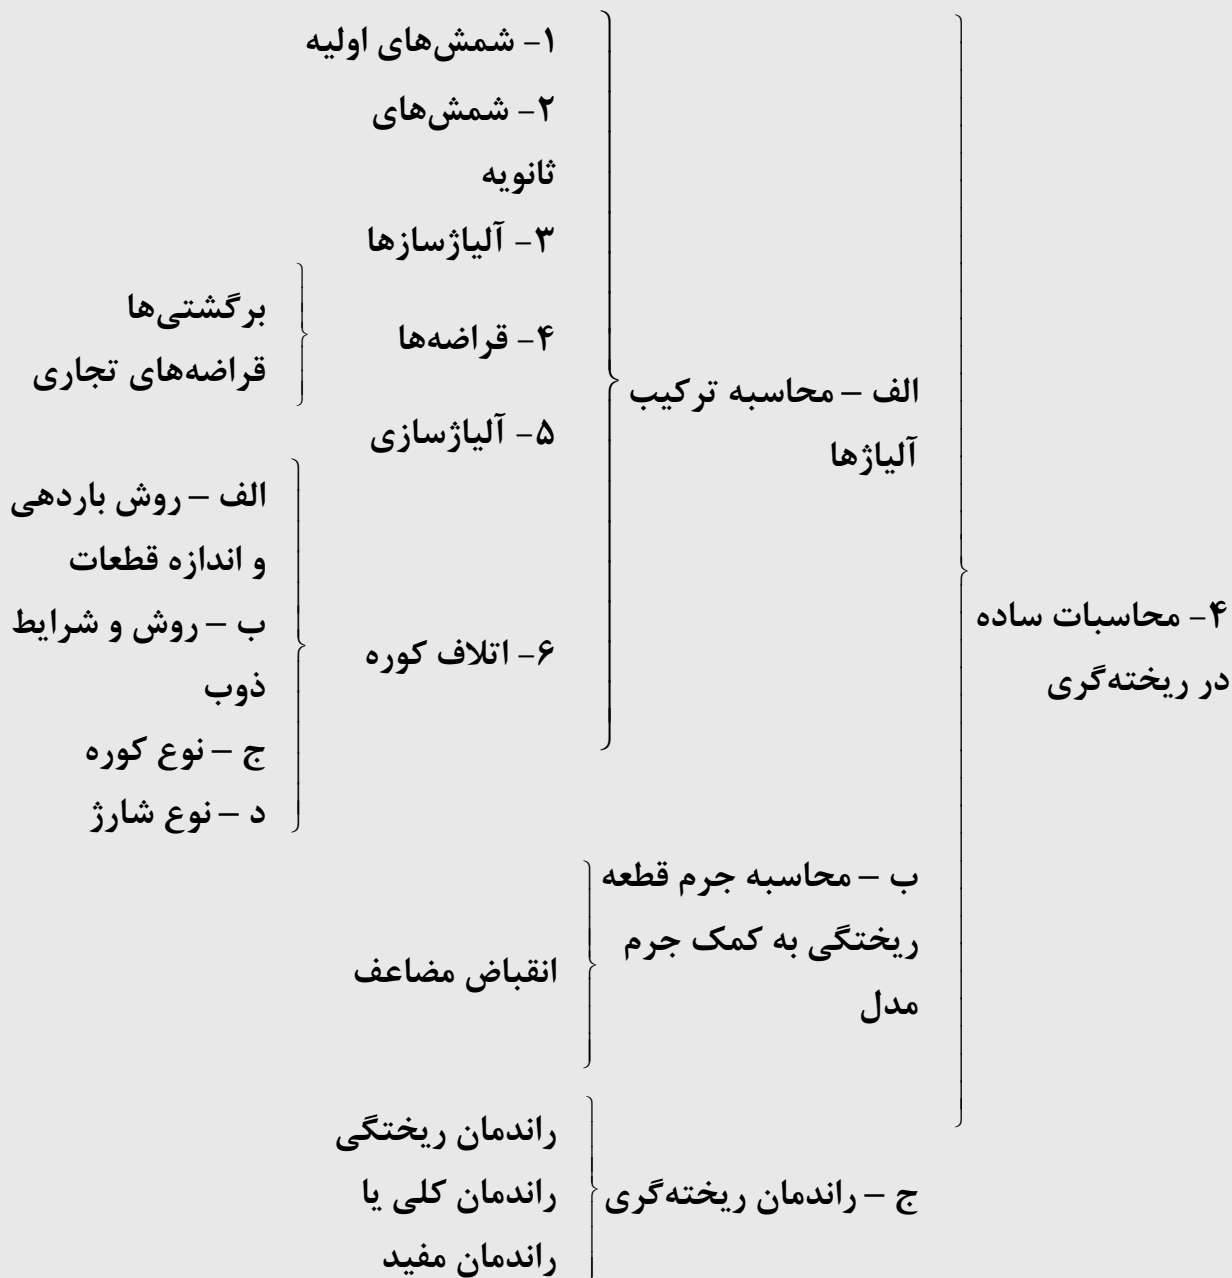 ۴- محاسبات ساده
در ریخته‌گری
الف – محاسبه ترکیب
آلیاژها
۱- شمش‌های اولیه
۲- شمش‌های
ثانویه
۳- آلیاژسازها
۴- قراضه‌ها
برگشتی‌ها
قراضه‌های تجاری
۵- آلیاژسازی
۶- اتلاف کوره
الف – روش باردهی
و اندازه قطعات
ب – روش و شرایط
ذوب
ج – نوع کوره
د – نوع شارژ
ب – محاسبه جرم قطعه
ریختگی به کمک جرم
مدل
انقباض مضاعف
ج – راندمان ریخته‌گری
راندمان ریختگی
راندمان کلی یا
راندمان مفید